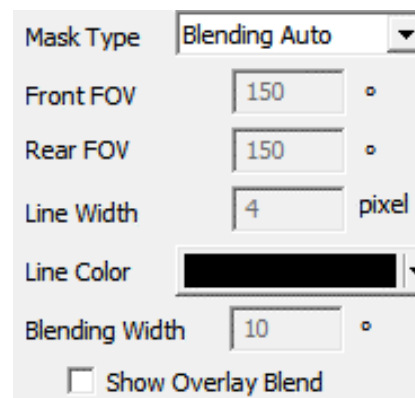 Mask Type Blending Auto
Front FOV 150 °
Rear FOV 150 °
Line Width 4 pixel
Line Color
Blending Width 10 °
Show Overlay Blend